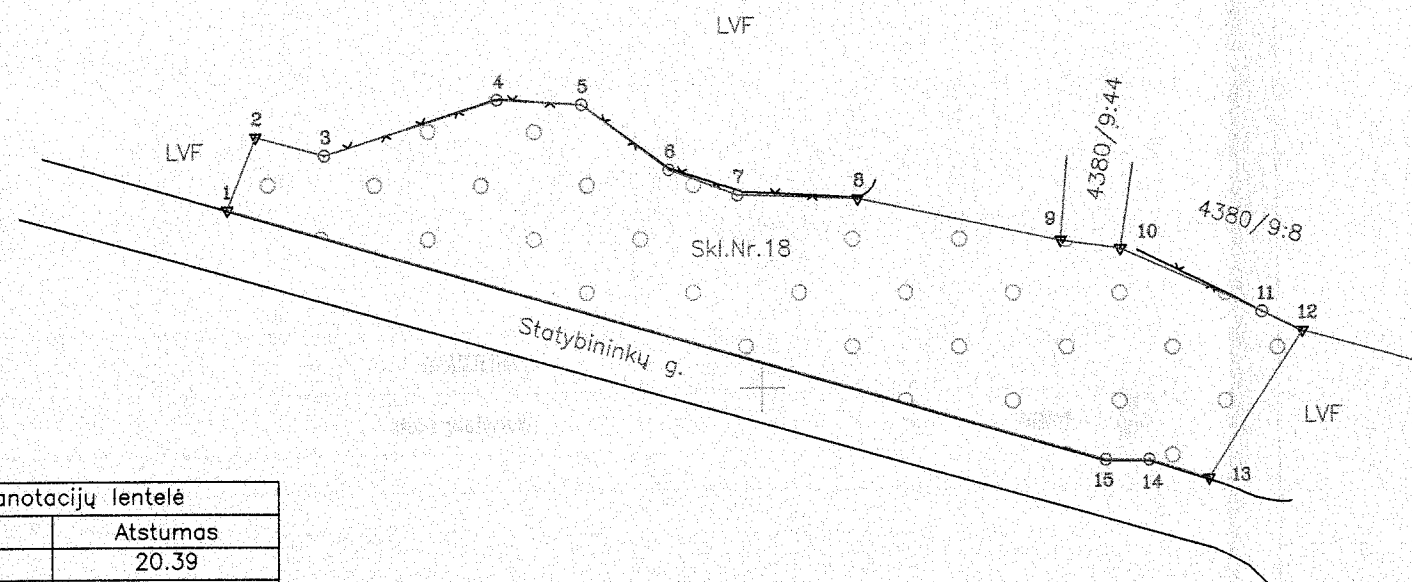 LVF
4
5
4380/9:44
2
3
LVF
6
7
8
1
9
10
4380/9:8
Skl.Nr.18
11
12
Statybininkų g.
LVF
15
14
13
anotacijų lentelė
Atstumas
20.39